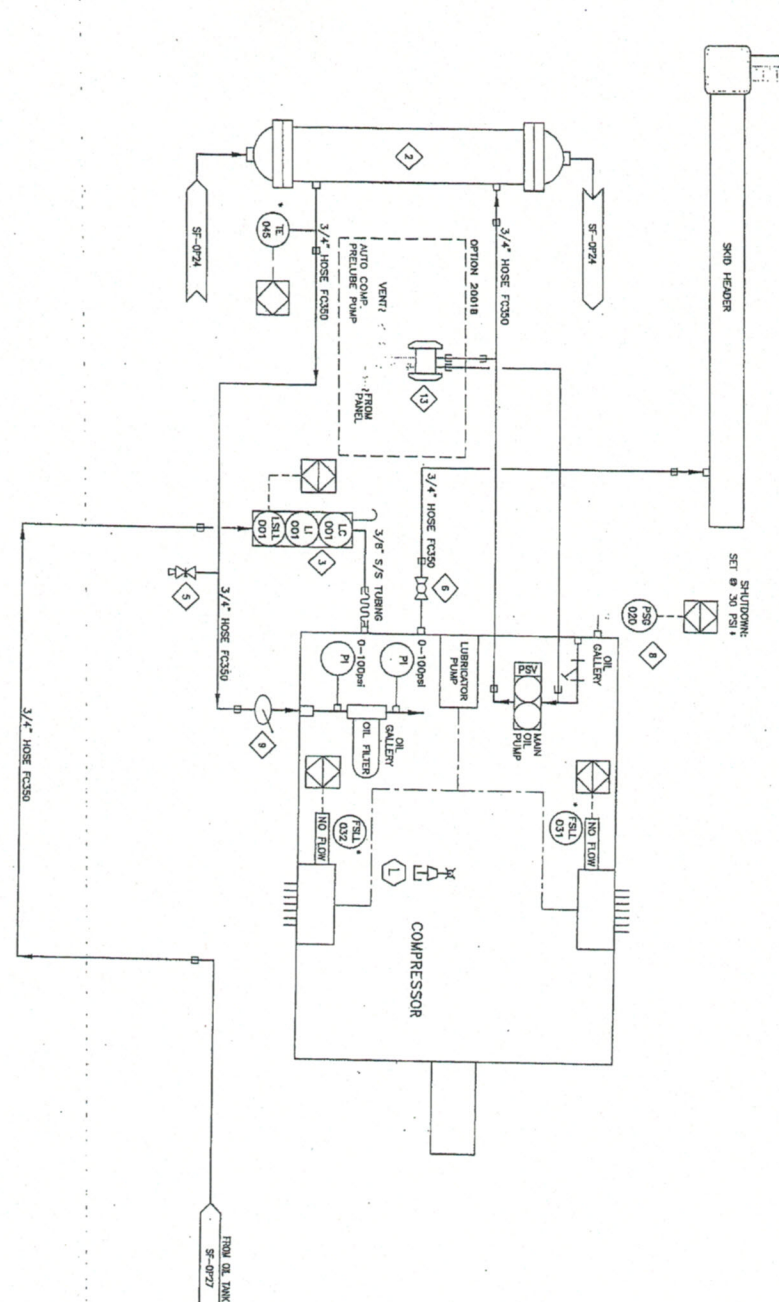 SKID HEADER
SHUTDOWN:
SET @ 30 PSI↓
PSG
020
8
SF-OP24
SF-OP24
2
3/4" HOSE FC350
3/4" HOSE FC350
TE
045
*
OPTION 2001B
AUTO COMP.
PRELUBE PUMP
VENT
FROM
PANEL
13
3/4" HOSE FC350
6
LC
001
LI
001
LSLL
001
3
3/8" S/S TUBING
5
3/4" HOSE FC350
9
0-100psi
0-100psi
PI
PI
OIL FILTER
OIL
GALLERY
LUBRICATOR
PUMP
PSV
MAIN
OIL PUMP
OIL
GALLERY
NO FLOW
FSLL
032
*
NO FLOW
FSLL
031
*
L
COMPRESSOR
3/4" HOSE FC350
FROM OIL TANK
SF-OP27